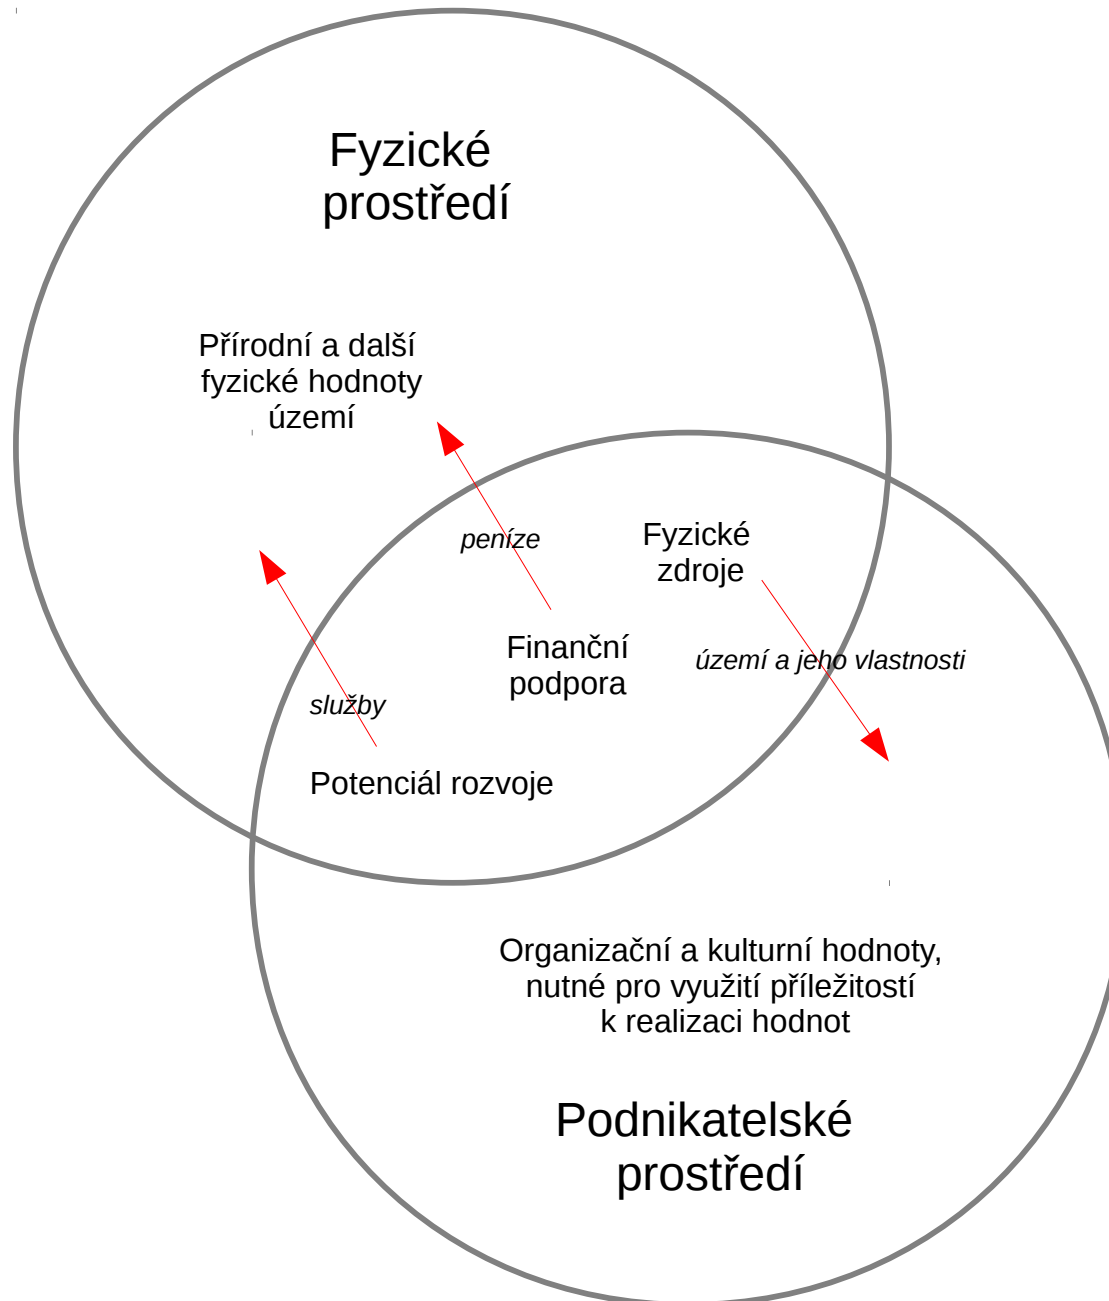 Fyzické
prostředí
Přírodní a další
fyzické hodnoty
území
peníze
Fyzické
zdroje
Finanční
podpora
území a jeho vlastnosti
služby
Potenciál rozvoje
Organizační a kulturní hodnoty,
nutné pro využití příležitostí
k realizaci hodnot
Podnikatelské
prostředí